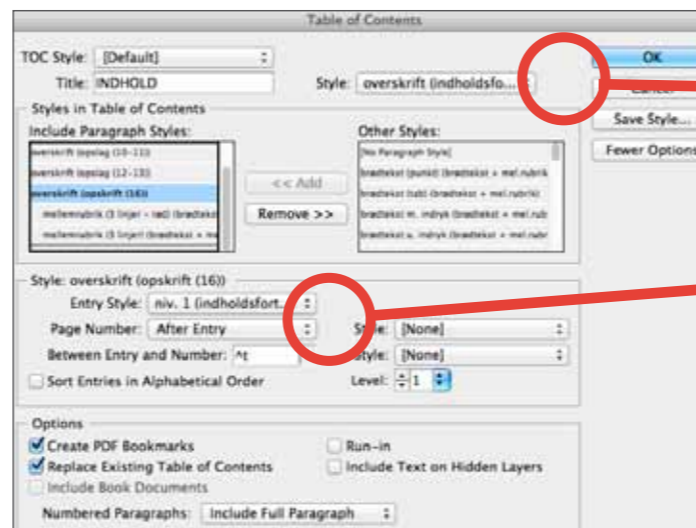 Table of Contents
TOC Style: [Default]
OK
Title: INDHOLD Style: overskrift (indholdsfo...
Cancel
Styles in Table of Contents
Save Style...
Include Paragraph Styles: Other Styles:
Fewer Options
overskrift (opslag (10-11))
[No Paragraph Style]
overskrift (opslag (12-13))
brødtekst (punkt) (brødtekst + mel.rubrik)
<< Add
overskrift (opskrift (16))
brødtekst (tab) (brødtekst + mel.rubrik)
Remove >>
mellemrubrik (3 linjer - rød) (brødtekst
brødtekst m. indryk (brødtekst + mel.rubr
mellemrubrik (3 linjer) (brødtekst + me
brødtekst u. indryk (brødtekst + mel.rubr
Style: overskrift (opskrift (16))
Entry Style: niv. 1 (indholdsfort...
Page Number: After Entry Style: [None]
Between Entry and Number: ^t Style: [None]
Sort Entries in Alphabetical Order Level: 1
Options
Create PDF Bookmarks Run-in
Replace Existing Table of Contents Include Text on Hidden Layers
Include Book Documents
Numbered Paragraphs: Include Full Paragraph